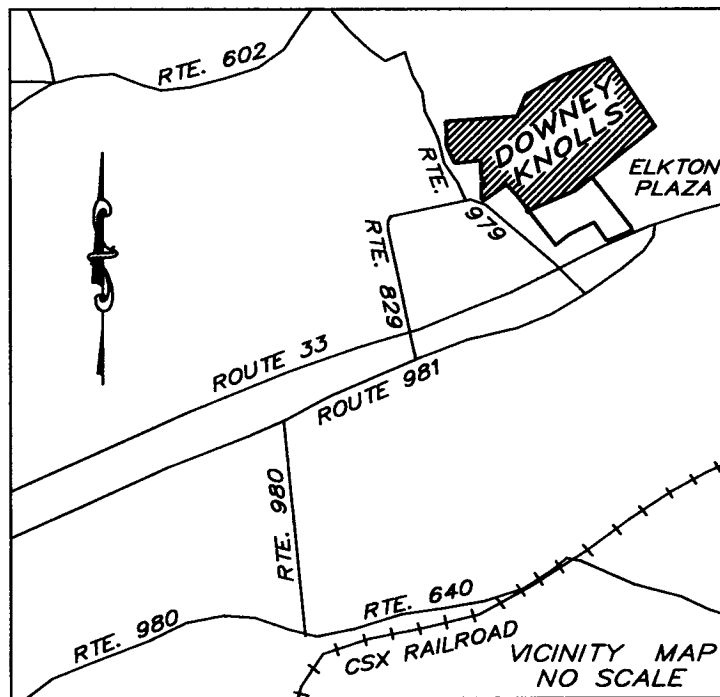 RTE. 602
DOWNEY
KNOLLS
ELKTON
PLAZA
RTE.
979
RTE. 829
ROUTE 33
ROUTE 981
RTE. 980
RTE. 640
RTE. 980
CSX RAILROAD
VICINITY MAP
NO SCALE